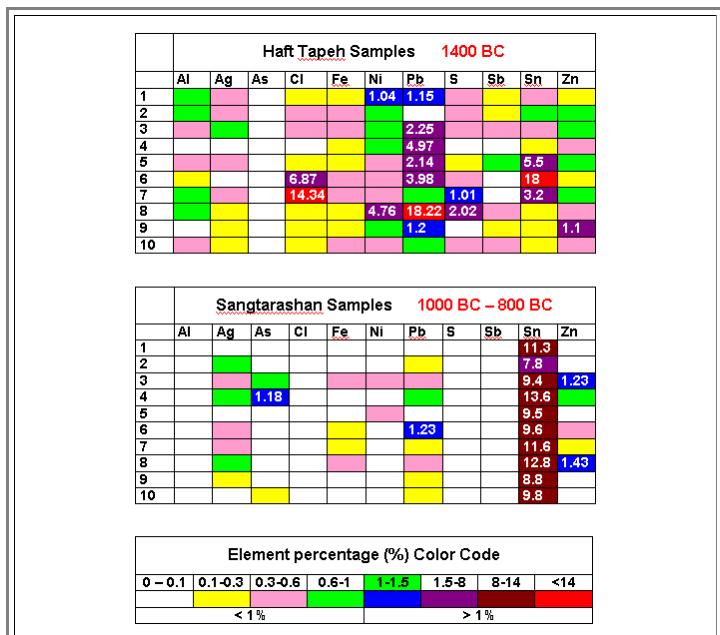 Haft Tapeh Samples 1400 BC
Al Ag As Cl Fe Ni Pb S Sb Sn Zn
1 1.04 1.15
2
3 2.25
4 4.97
5 2.14 5.5
6 6.87 3.98 18
7 14.34 1.01 3.2
8 4.76 18.22 2.02
9 1.2 1.1
10
Sangtarashan Samples 1000 BC – 800 BC
Al Ag As Cl Fe Ni Pb S Sb Sn Zn
1 11.3
2 7.8
3 9.4 1.23
4 1.18 13.6
5 9.5
6 1.23 9.6
7 11.6
8 12.8 1.43
9 8.8
10 9.8
Element percentage (%) Color Code
0 – 0.1 0.1-0.3 0.3-0.6 0.6-1 1-1.5 1.5-8 8-14 <14
< 1% > 1%